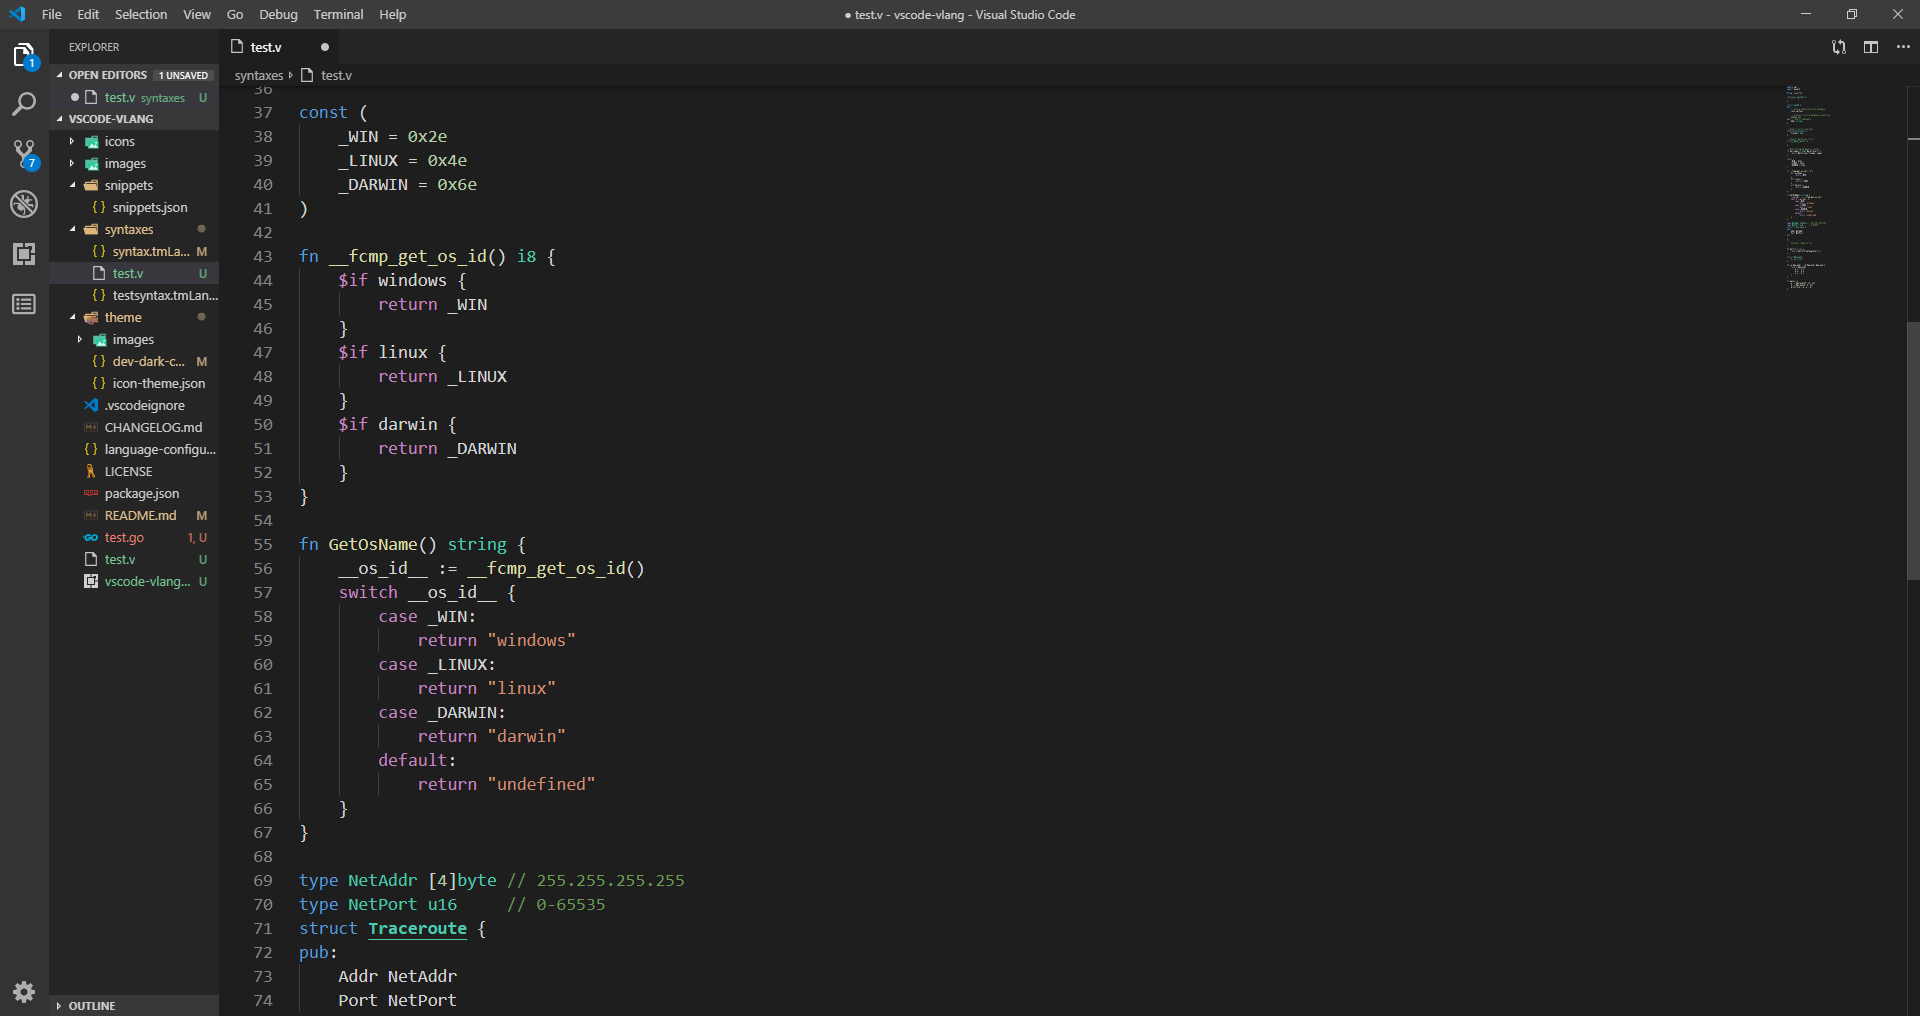 File Edit Selection View Go Debug Terminal Help
● test.v - vscode-vlang - Visual Studio Code
EXPLORER
OPEN EDITORS 1 UNSAVED
test.v syntaxes U
VSCODE-VLANG
icons
images
snippets
{ } snippets.json
syntaxes
{ } syntax.tmLa... M
test.v U
{ } testsyntax.tmLan...
theme
images
{ } dev-dark-c... M
{ } icon-theme.json
.vscodeignore
CHANGELOG.md
{ } language-configu...
LICENSE
package.json
README.md M
GO test.go 1, U
test.v U
vscode-vlang... U
OUTLINE
1
7
test.v
syntaxes test.v
36
37 const (
38     _WIN = 0x2e
39     _LINUX = 0x4e
40     _DARWIN = 0x6e
41 )
42
43 fn __fcmp_get_os_id() i8 {
44     $if windows {
45         return _WIN
46     }
47     $if linux {
48         return _LINUX
49     }
50     $if darwin {
51         return _DARWIN
52     }
53 }
54
55 fn GetOsName() string {
56     __os_id__ := __fcmp_get_os_id()
57     switch __os_id__ {
58         case _WIN:
59             return "windows"
60         case _LINUX:
61             return "linux"
62         case _DARWIN:
63             return "darwin"
64         default:
65             return "undefined"
66     }
67 }
68
69 type NetAddr [4]byte // 255.255.255.255
70 type NetPort u16     // 0-65535
71 struct Traceroute {
72 pub:
73     Addr NetAddr
74     Port NetPort